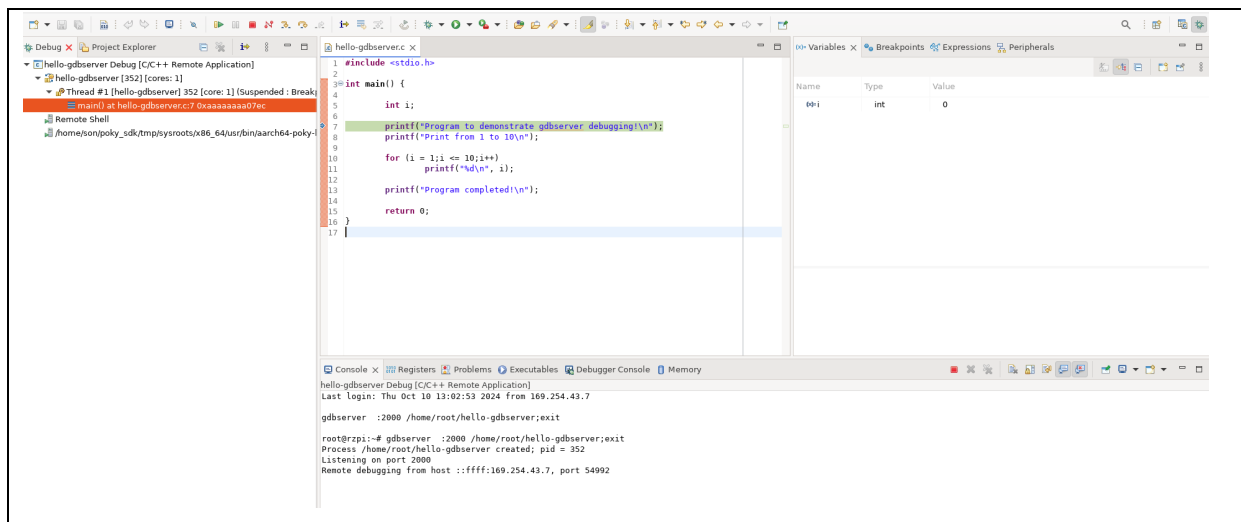 Debug
Project Explorer
hello-gdbserver Debug [C/C++ Remote Application]
hello-gdbserver [352] [cores: 1]
Thread #1 [hello-gdbserver] 352 [core: 1] (Suspended : Break
main() at hello-gdbserver.c:7 0xaaaaaaaa07ec
Remote Shell
/home/son/poky_sdk/tmp/sysroots/x86_64/usr/bin/aarch64-poky-l
hello-gdbserver.c
1 #include <stdio.h>
2
3 int main() {
4
5 int i;
6
7 printf("Program to demonstrate gdbserver debugging!\n");
8 printf("Print from 1 to 10\n");
9
10 for (i = 1;i <= 10;i++)
11 printf("%d\n", i);
12
13 printf("Program completed!\n");
14
15 return 0;
16 }
17
Variables Breakpoints Expressions Peripherals
Name Type Value
i int 0
Console Registers Problems Executables Debugger Console Memory
hello-gdbserver Debug [C/C++ Remote Application]
Last login: Thu Oct 10 13:02:53 2024 from 169.254.43.7
gdbserver :2000 /home/root/hello-gdbserver;exit
root@rzpi:~# gdbserver :2000 /home/root/hello-gdbserver;exit
Process /home/root/hello-gdbserver created; pid = 352
Listening on port 2000
Remote debugging from host ::ffff:169.254.43.7, port 54992